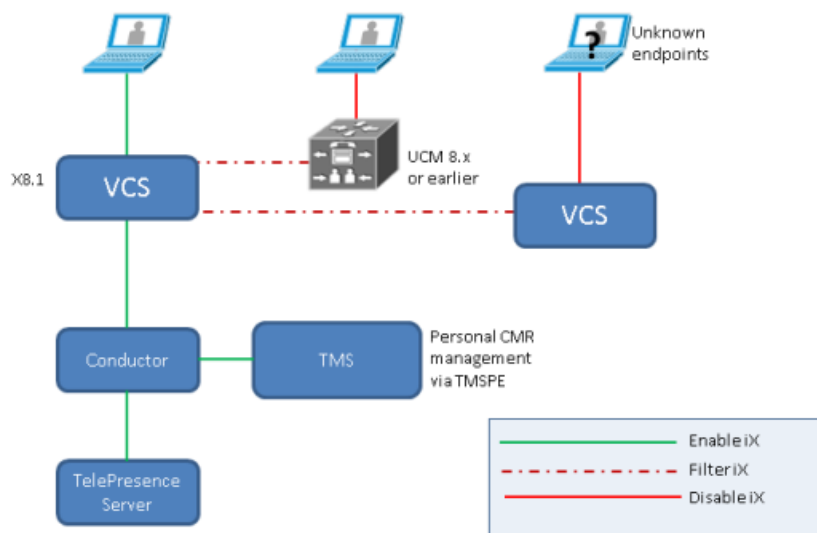 ?
Unknown
endpoints
X8.1
VCS
UCM 8.x
or earlier
VCS
Conductor
TMS
Personal CMR
management
via TMSPE
TelePresence
Server
Enable iX
Filter iX
Disable iX